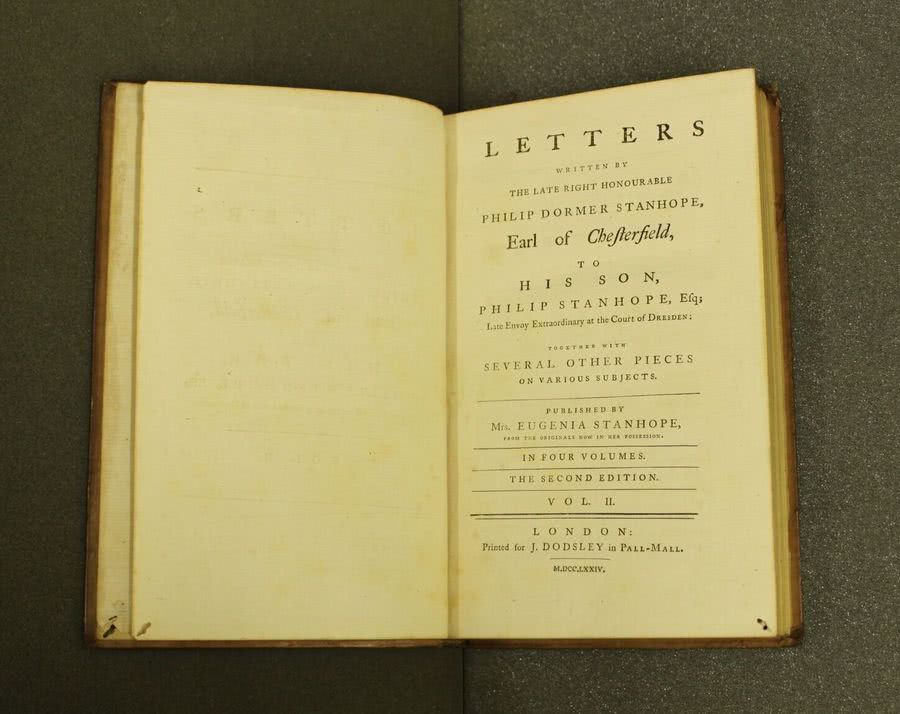 LETTERS
WRITTEN BY
THE LATE RIGHT HONOURABLE
PHILIP DORMER STANHOPE,
Earl of Cheſterfield,
TO
HIS SON,
PHILIP STANHOPE, Eſq;
Late Envoy Extraordinary at the Court of DRESDEN:
TOGETHER WITH
SEVERAL OTHER PIECES
ON VARIOUS SUBJECTS.
PUBLISHED BY
Mrs. EUGENIA STANHOPE,
FROM THE ORIGINALS NOW IN HER POSSESSION.
IN FOUR VOLUMES.
THE SECOND EDITION.
VOL. II.
LONDON:
Printed for J. DODSLEY in PALL-MALL.
M.DCC.LXXIV.